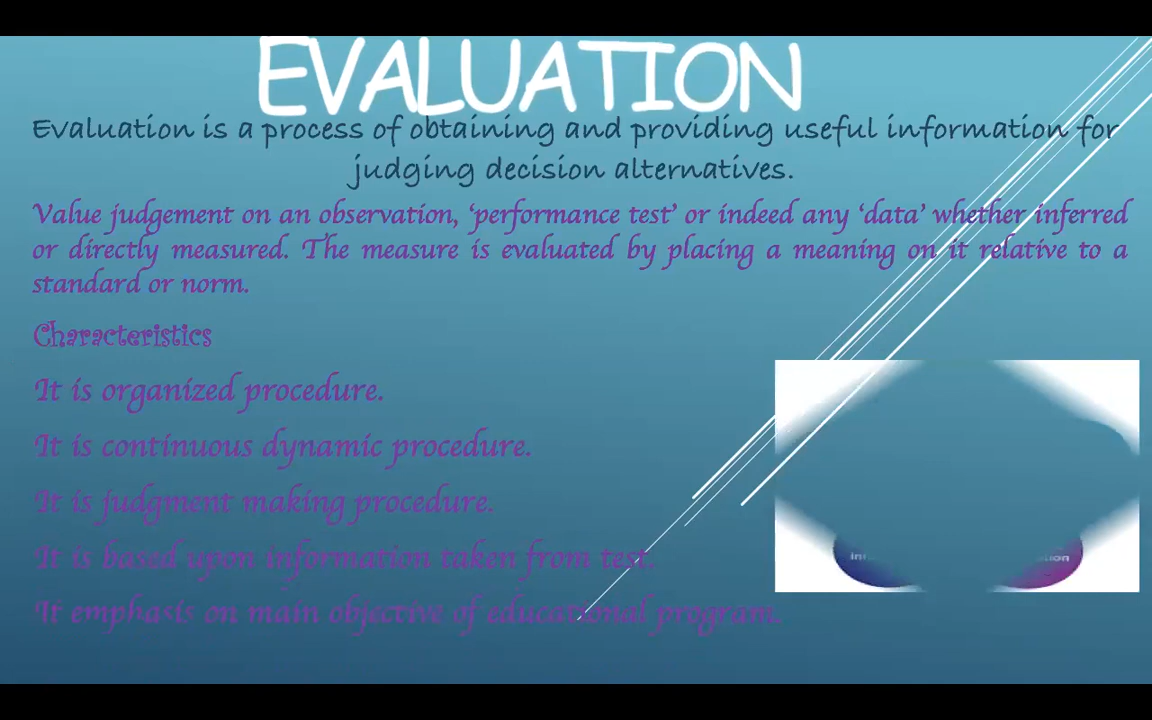 EVALUATION
Evaluation is a process of obtaining and providing useful information for
judging decision alternatives.
Value judgement on an observation, ‘performance test’ or indeed any ‘data’ whether inferred
or directly measured. The measure is evaluated by placing a meaning on it relative to a
standard or norm.
Characteristics
It is organized procedure.
It is continuous dynamic procedure.
It is judgment making procedure.
It is based upon information taken from test.
It emphasis on main objective of educational program.